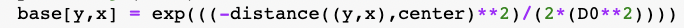 base[y,x] = exp(((-distance((y,x),center)**2)/(2*(D0**2))))